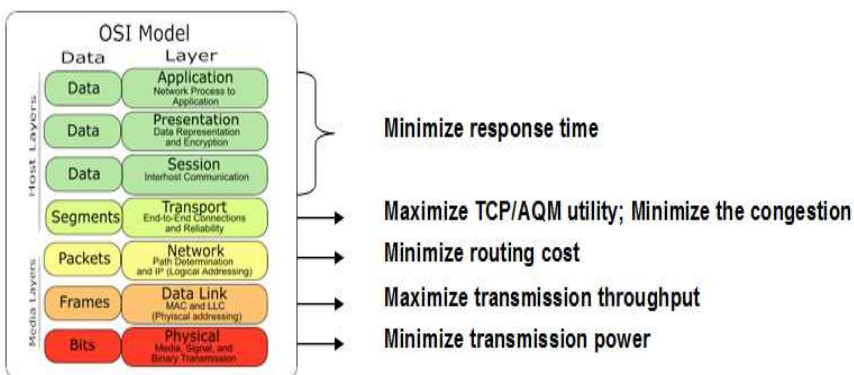 OSI Model
Data Layer
Host Layers
Data
Application
Network Process to
Application
Minimize response time
Data
Presentation
Data Representation
and Encryption
Data
Session
Interhost Communication
Segments
Transport
End-to-End Connections
and Reliability
Maximize TCP/AQM utility; Minimize the congestion
Media Layers
Packets
Network
Path Determination
and IP (Logical Addressing)
Minimize routing cost
Frames
Data Link
MAC and LLC
(Phyiscal addressing)
Maximize transmission throughput
Bits
Physical
Media, Signal, and
Binary Transmission
Minimize transmission power